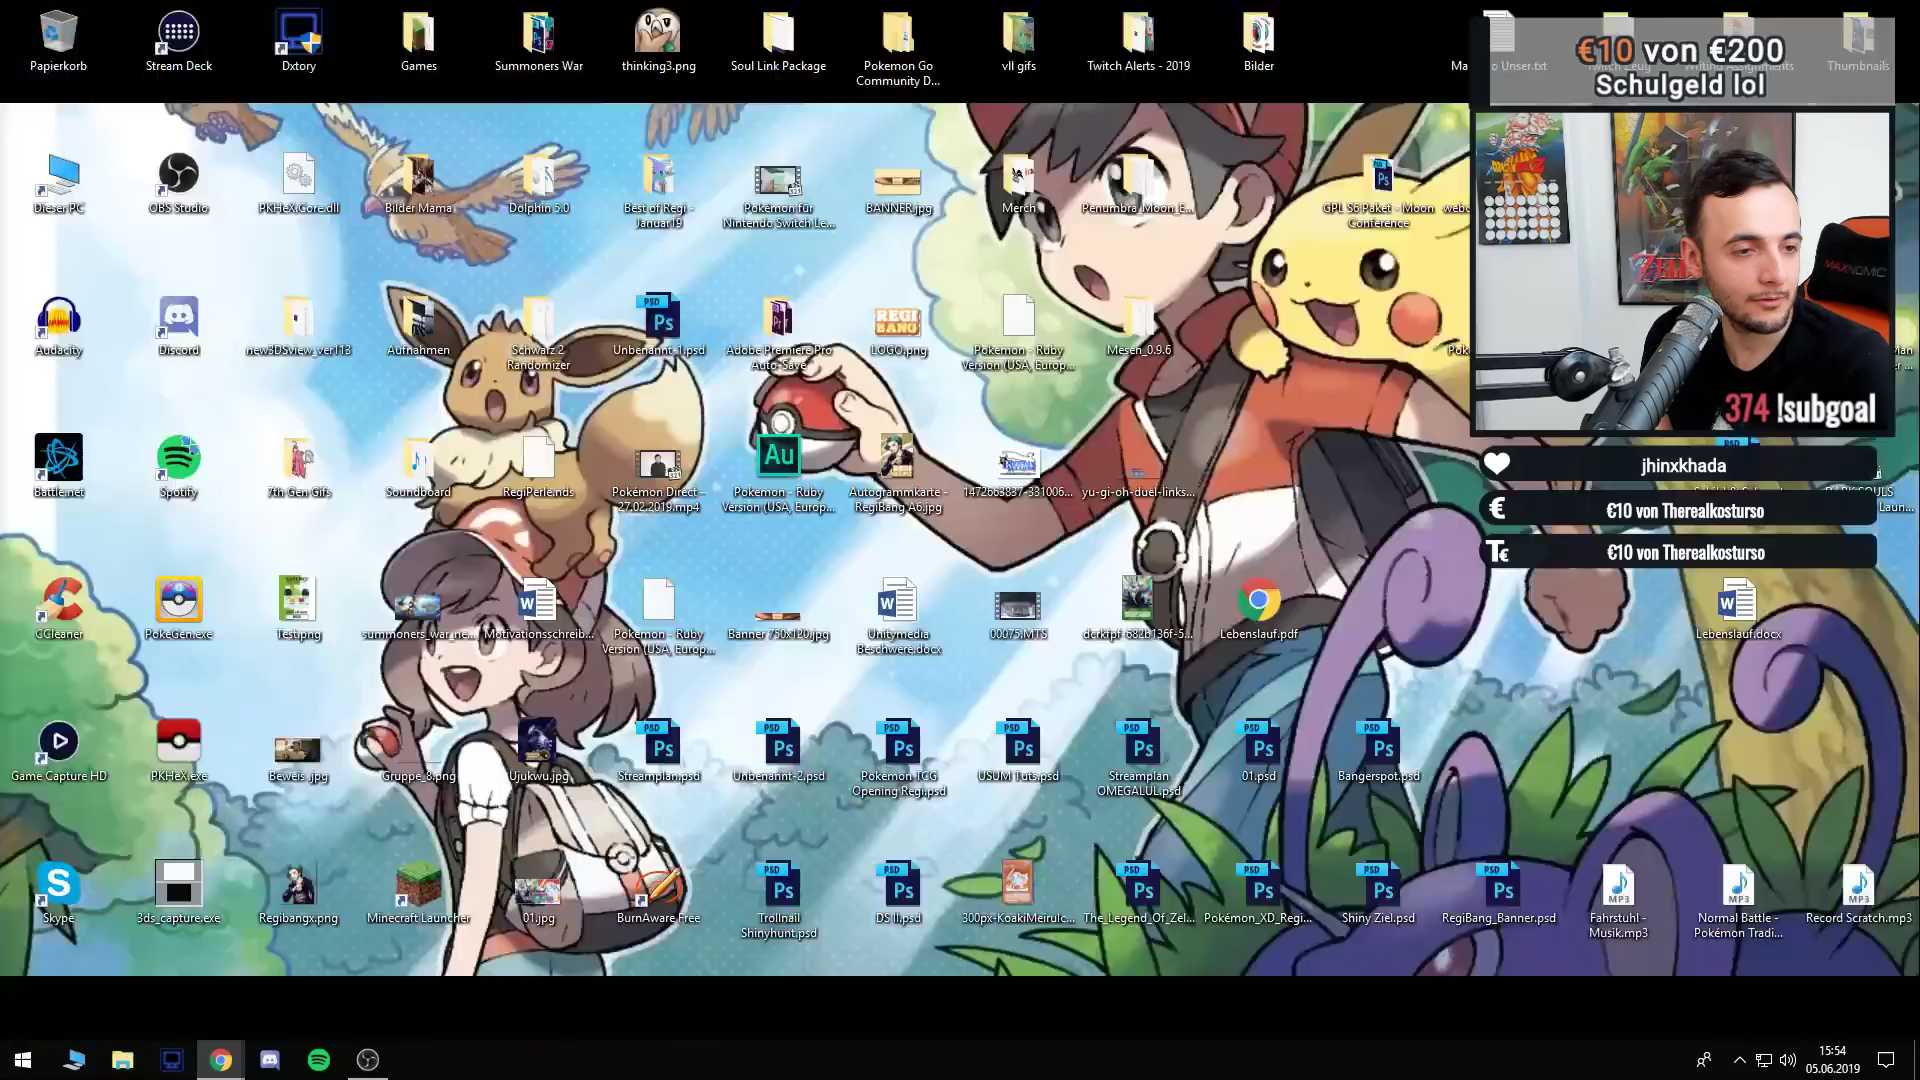 Papierkorb
Stream Deck
Dxtory
Games
Summoners War
thinking3.png
Soul Link Package
Pokemon Go
Community D...
vll gifs
Twitch Alerts - 2019
Bilder
Unser.txt
Thumbnails
€10 von €200
Schulgeld lol
Dieser PC
OBS Studio
PKHeX.Core.dll
Bilder Mama
Dolphin 5.0
Best of Regi -
Januar19
Pokémon für
Nintendo Switch Le...
BANNER.jpg
Merch
Penumbra_Moon_E...
GPL S6 Paket - Moon
Conference
MAXNOMIC
374 !subgoal
Audacity
Discord
new3DSview_ver113
Aufnahmen
Schwarz 2
Randomizer
Unbenannt-1.psd
Adobe Premiere Pro
Auto-Save
LOGO.png
Pokemon - Ruby
Version (USA, Europ...
Mesen_0.9.6
jhinxkhada
€10 von Therealkosturso
€10 von Therealkosturso
Battle.net
Spotify
7th Gen Gifs
Soundboard
RegiPerle.nds
Pokémon Direct –
27.02.2019.mp4
Pokemon - Ruby
Version (USA, Europ...
Autogrammkarte -
RegiBang A6.jpg
1472663837-331006...
yu-gi-oh-duel-links...
CCleaner
PokeGen.exe
Test.png
summoners_war_ne...
Motivationsschreib...
Pokemon - Ruby
Version (USA, Europ...
Banner 750x120.jpg
Unitymedia
Beschwere.docx
00075.MTS
dcrkfpf-682b136f-5...
Lebenslauf.pdf
Lebenslauf.docx
Game Capture HD
PKHeX.exe
Beweis .jpg
Gruppe_8.png
Ujukwu.jpg
Streamplan.psd
Unbenannt-2.psd
Pokemon TCG
Opening Regi.psd
USUM Tuts.psd
Streamplan
OMEGALUL.psd
01.psd
Bangerspot.psd
Skype
3ds_capture.exe
Regibangx.png
Minecraft Launcher
01.jpg
BurnAware Free
Trollnail
Shinyhunt.psd
DS II.psd
300px-KoakiMeirulc...
The_Legend_Of_Zel...
Pokémon_XD_Regi...
Shiny Ziel.psd
RegiBang_Banner.psd
Fahrstuhl -
Musik.mp3
Normal Battle -
Pokémon Tradi...
Record Scratch.mp3
15:54
05.06.2019